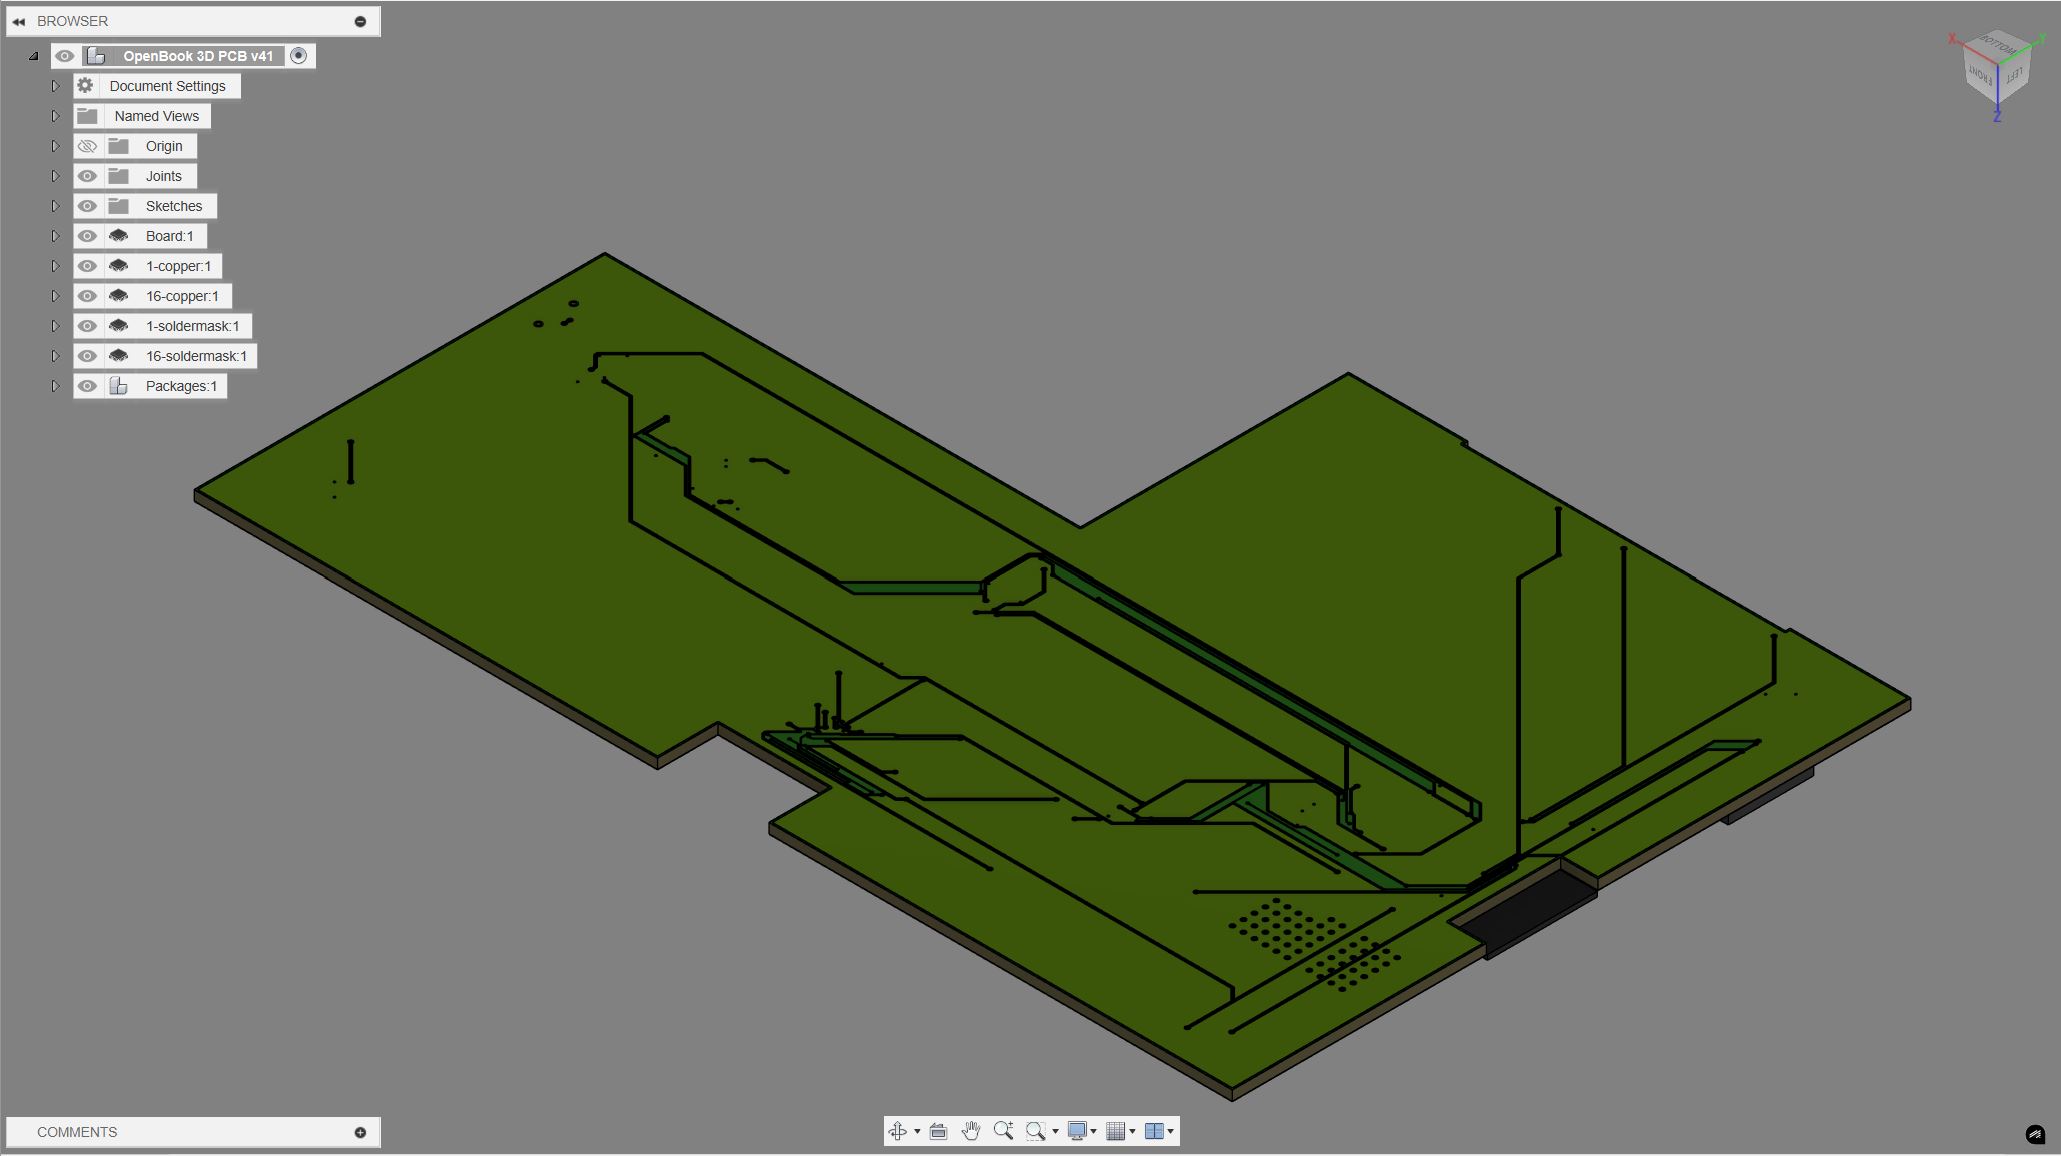 BROWSER
OpenBook 3D PCB v41
Document Settings
Named Views
Origin
Joints
Sketches
Board:1
1-copper:1
16-copper:1
1-soldermask:1
16-soldermask:1
Packages:1
X
Y
BOTTOM
FRONT
LEFT
Z
COMMENTS